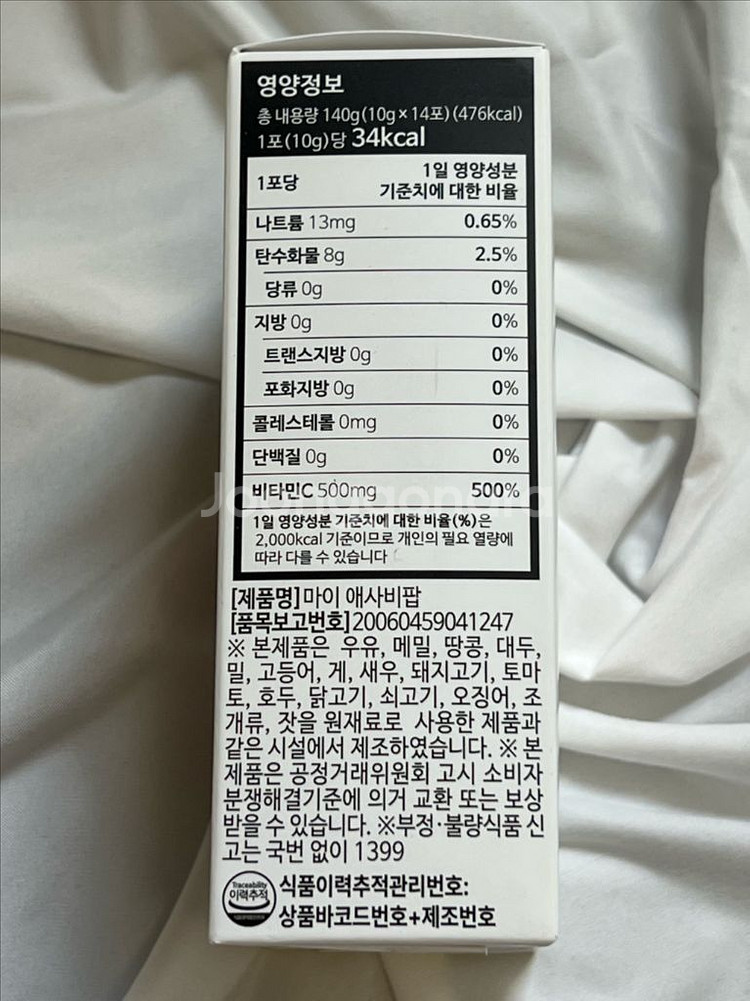 영양정보
총 내용량 140g(10g×14포)(476kcal)
1포(10g)당 34kcal
1포당 1일 영양성분 기준치에 대한 비율
나트륨 13mg 0.65%
탄수화물 8g 2.5%
당류 0g 0%
지방 0g 0%
트랜스지방 0g 0%
포화지방 0g 0%
콜레스테롤 0mg 0%
단백질 0g 0%
비타민C 500mg 500%
Joonggonara
1일 영양성분 기준치에 대한 비율(%)은
2,000kcal 기준이므로 개인의 필요 열량에
따라 다를 수 있습니다
[제품명]마이 애사비팝
[품목보고번호]20060459041247
※ 본제품은 우유, 메밀, 땅콩, 대두,
밀, 고등어, 게, 새우, 돼지고기, 토마
토, 호두, 닭고기, 쇠고기, 오징어, 조
개류, 잣을 원재료로 사용한 제품과
같은 시설에서 제조하였습니다. ※ 본
제품은 공정거래위원회 고시 소비자
분쟁해결기준에 의거 교환 또는 보상
받을 수 있습니다. ※부정·불량식품 신
고는 국번 없이 1399
Traceability
이력추적
식품이력추적관리번호:
상품바코드번호+제조번호